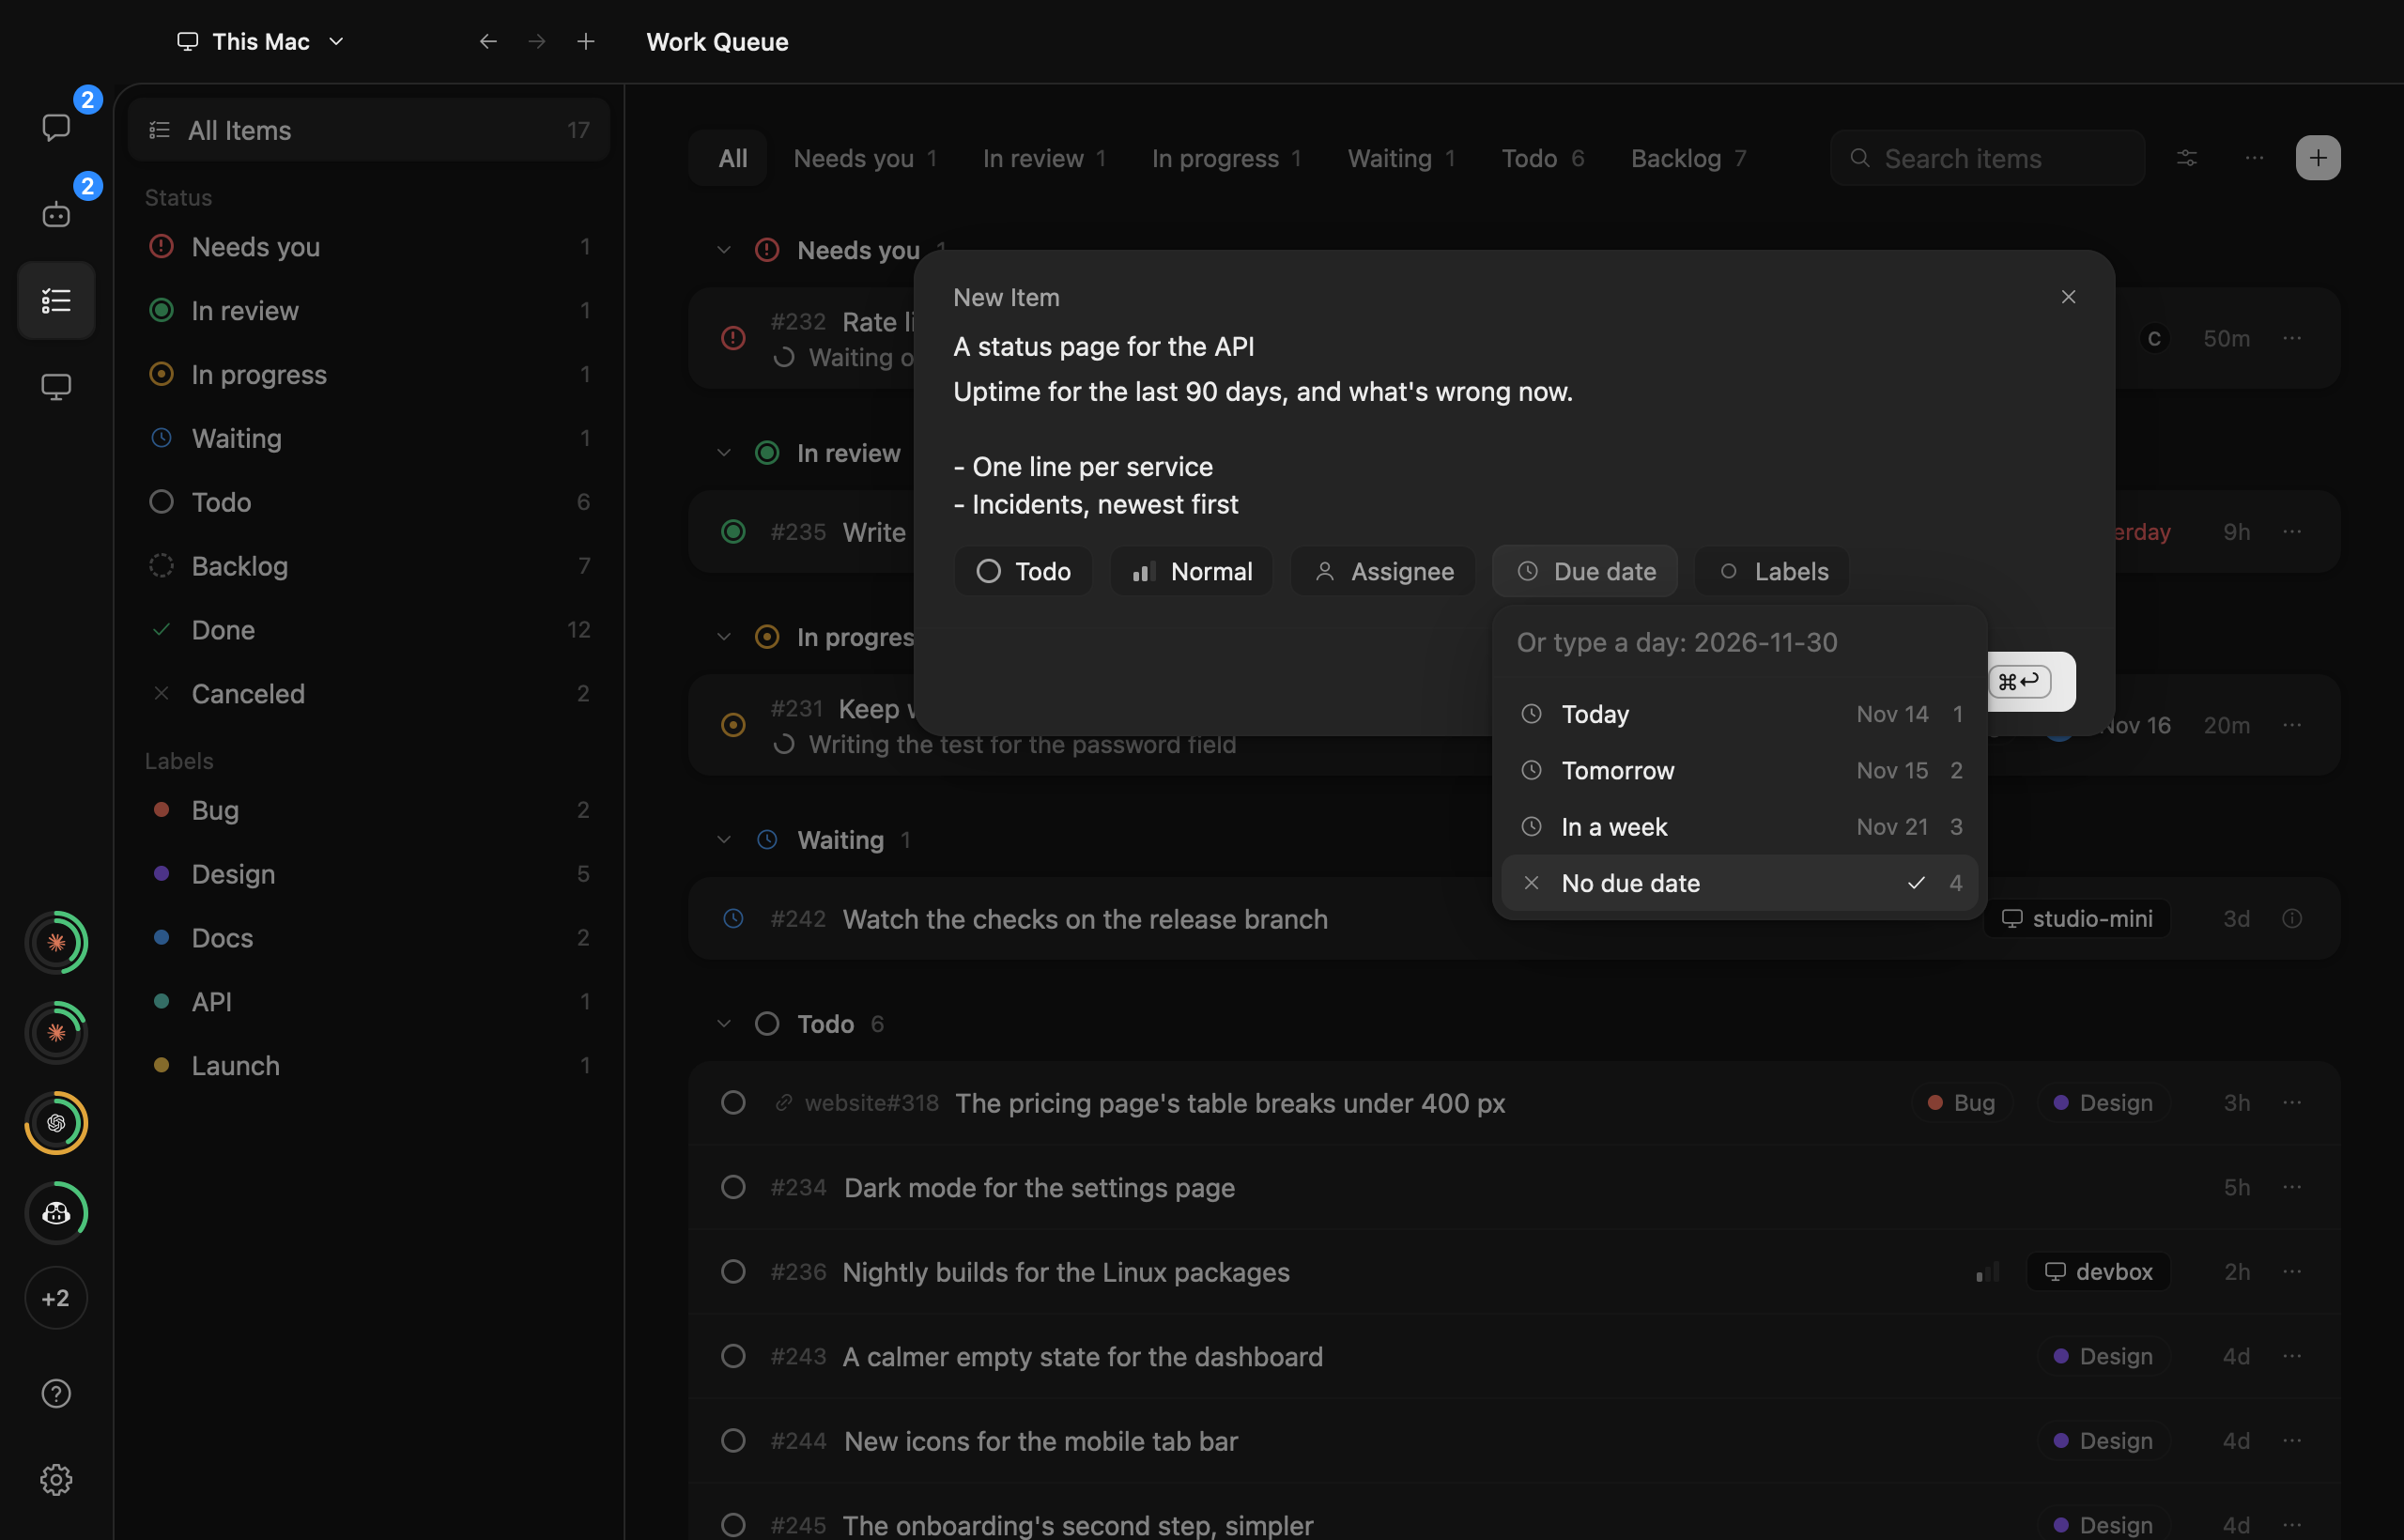 This Mac
Work Queue
2
2
All Items 17
Status
Needs you 1
In review 1
In progress 1
Waiting 1
Todo 6
Backlog 7
Done 12
Canceled 2
Labels
Bug 2
Design 5
Docs 2
API 1
Launch 1
+2
All Needs you 1 In review 1 In progress 1 Waiting 1 Todo 6 Backlog 7 Search items
Needs you
#232 Rate C 50m
Waiting
In review
#235 Write 9h
In progres
#231 Keep Nov 16 20m
Writing the test for the password field
Waiting 1
#242 Watch the checks on the release branch studio-mini 3d
Todo 6
website#318 The pricing page's table breaks under 400 px Bug Design 3h
#234 Dark mode for the settings page 5h
#236 Nightly builds for the Linux packages devbox 2h
#243 A calmer empty state for the dashboard Design 4d
#244 New icons for the mobile tab bar Design 4d
#245 The onboarding's second step, simpler Design 4d
New Item
A status page for the API
Uptime for the last 90 days, and what's wrong now.
- One line per service
- Incidents, newest first
Todo Normal Assignee Due date Labels
Or type a day: 2026-11-30
Today Nov 14 1
Tomorrow Nov 15 2
In a week Nov 21 3
No due date 4
⌘↩